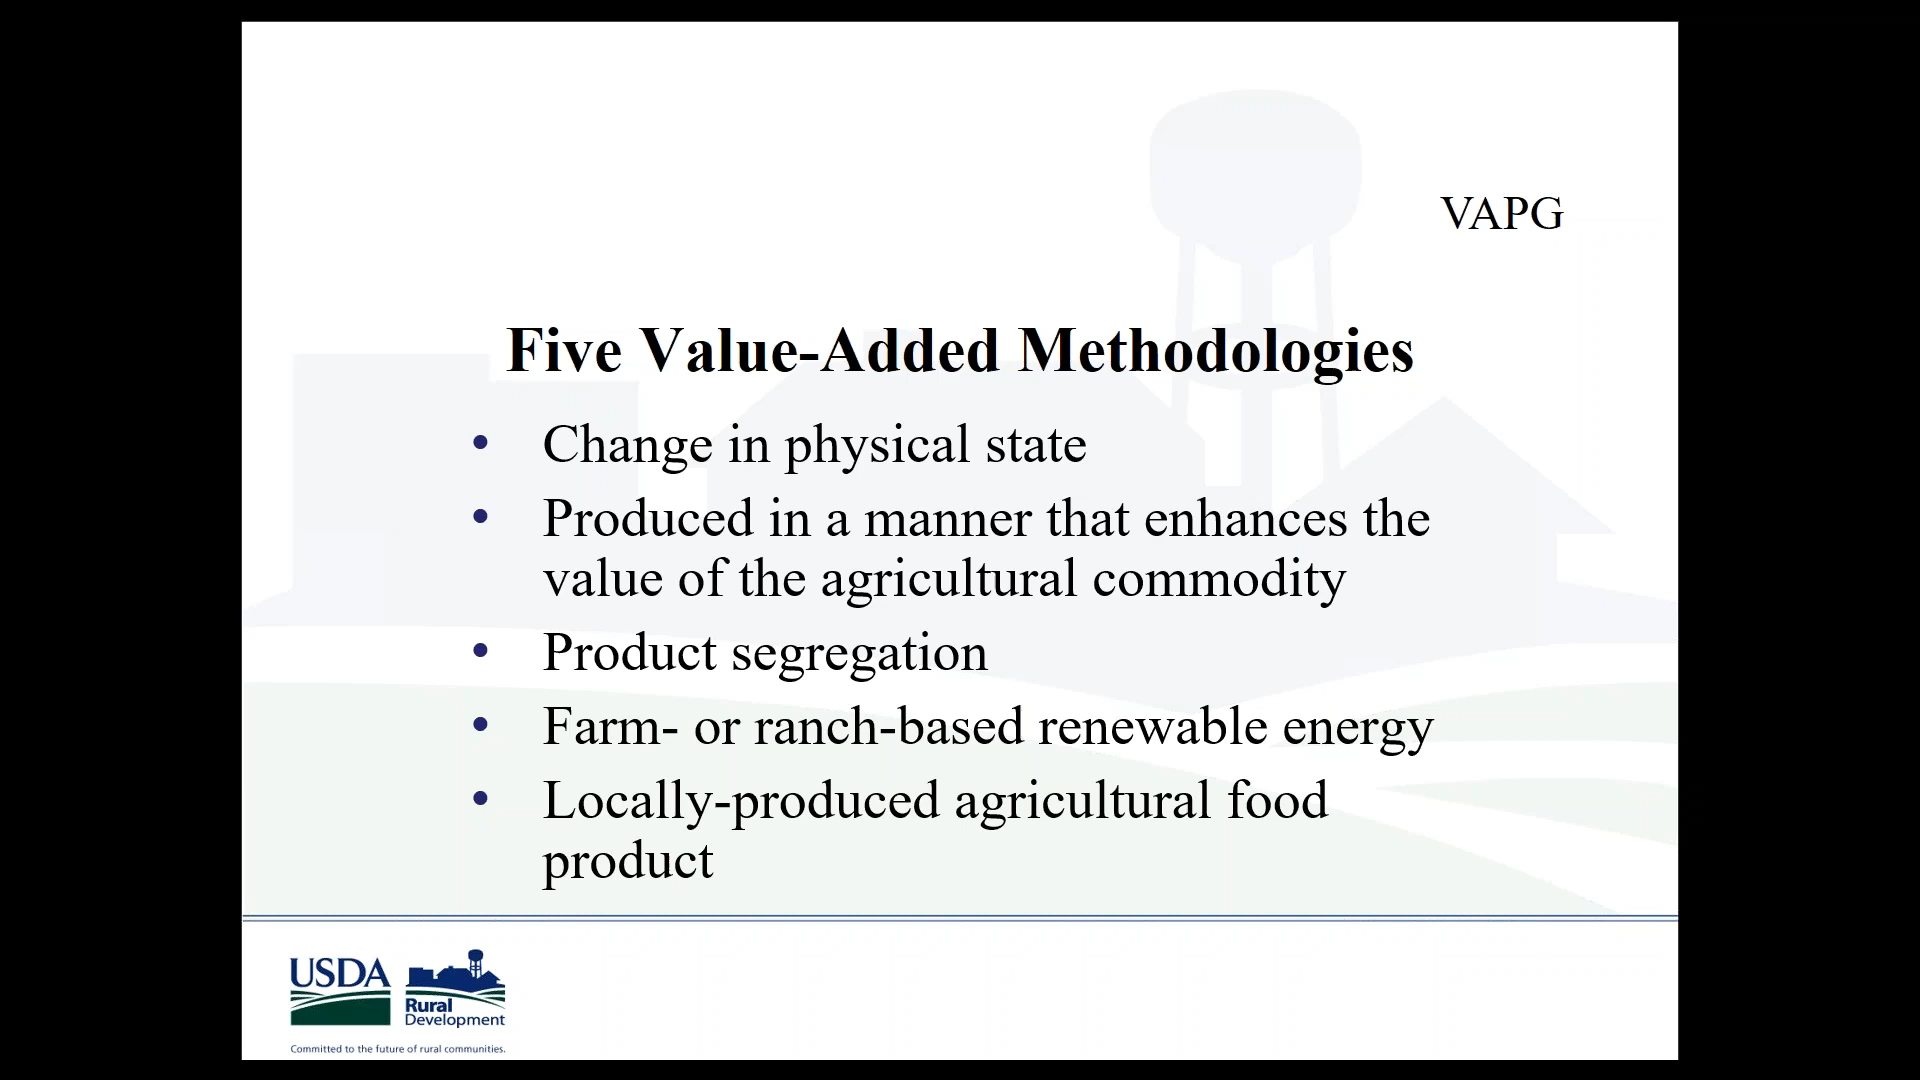 VAPG
Five Value-Added Methodologies
• Change in physical state
• Produced in a manner that enhances the
value of the agricultural commodity
• Product segregation
• Farm- or ranch-based renewable energy
• Locally-produced agricultural food
product
USDA
Rural
Development
Committed to the future of rural communities.